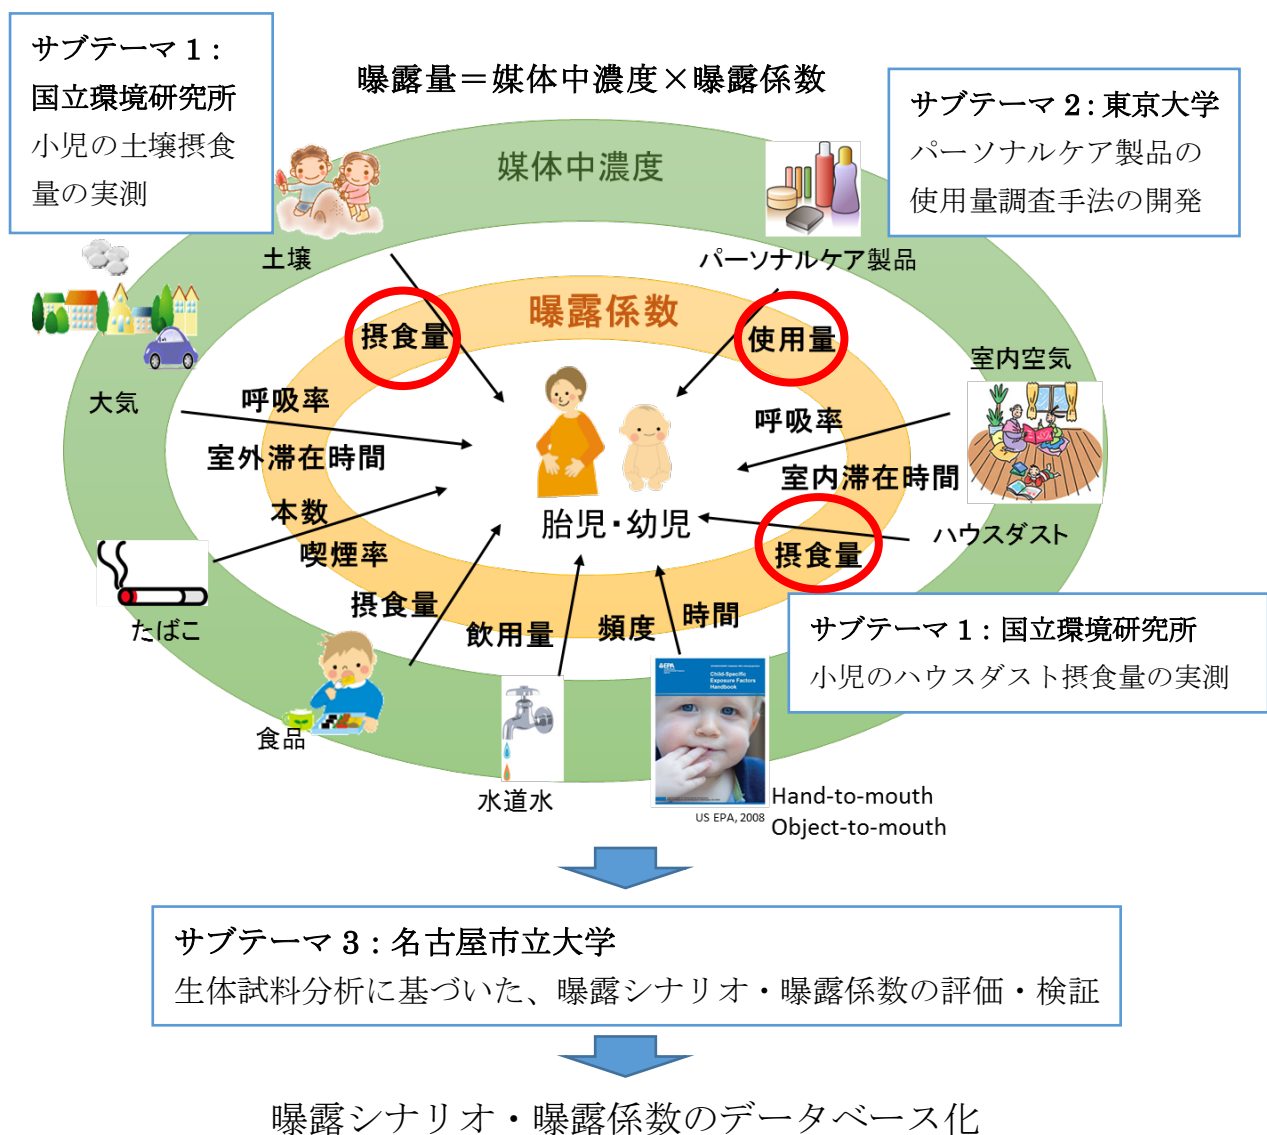 サブテーマ 1：
国立環境研究所
小児の土壌摂食
量の実測
曝露量＝媒体中濃度×曝露係数
サブテーマ 2：東京大学
パーソナルケア製品の
使用量調査手法の開発
媒体中濃度
土壌
パーソナルケア製品
曝露係数
摂食量
使用量
室内空気
大気
呼吸率
呼吸率
室外滞在時間
室内滞在時間
本数
胎児・幼児
ハウスダスト
喫煙率
摂食量
たばこ
摂食量
飲用量
頻度
時間
サブテーマ 1：国立環境研究所
小児のハウスダスト摂食量の実測
EPA
Child-Specific
Exposure Factors
Handbook
食品
水道水
US EPA, 2008
Hand-to-mouth
Object-to-mouth
サブテーマ 3：名古屋市立大学
生体試料分析に基づいた、曝露シナリオ・曝露係数の評価・検証
曝露シナリオ・曝露係数のデータベース化